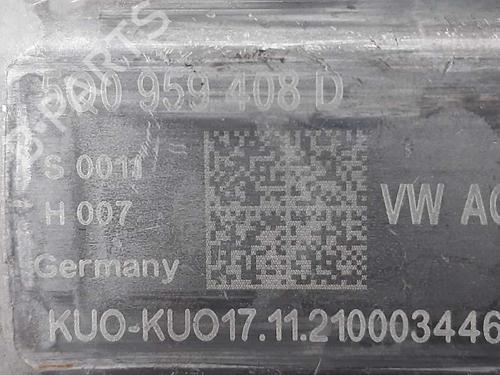 5Q0 959 408 D
S 0011
H 007
VW AG
Germany
KUO-KUO17.11.210003446